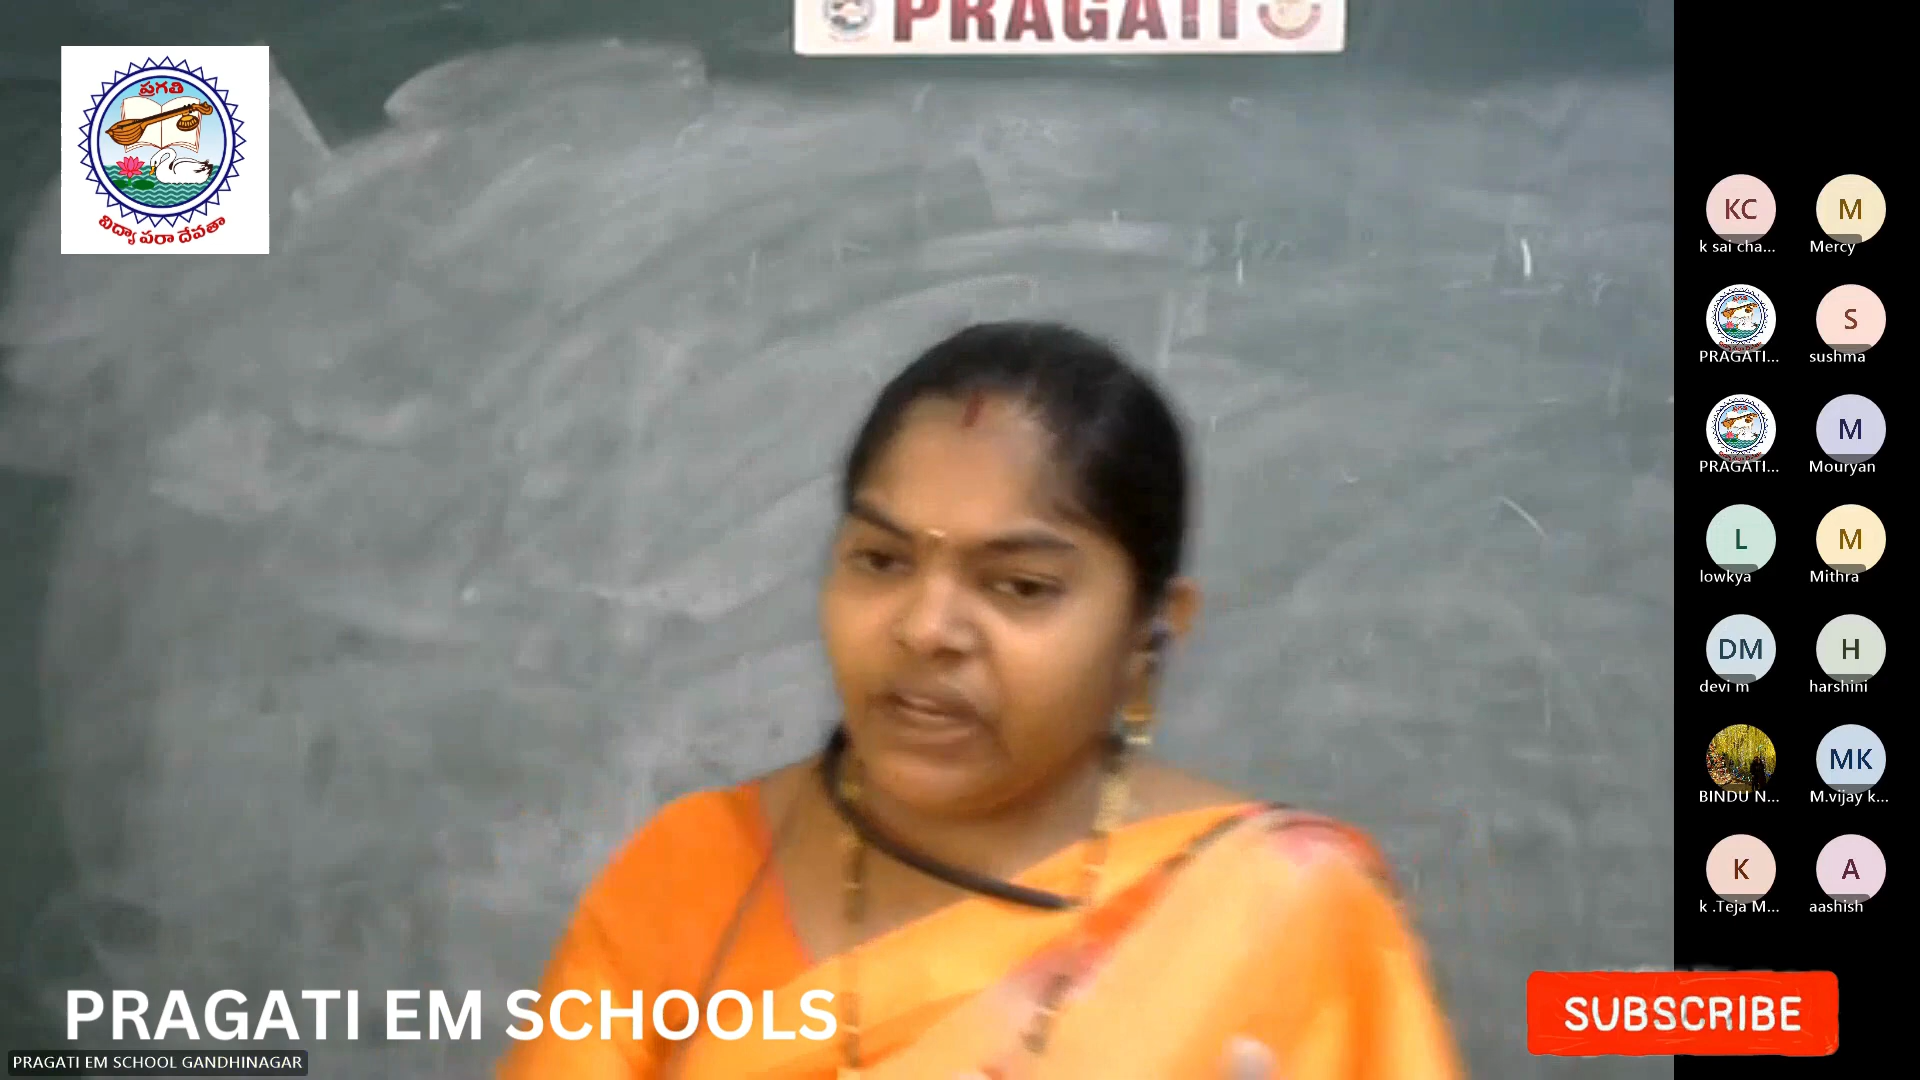 PRAGATI
ప్రగతి
విద్యా పరా దేవతా
KC
k sai cha...
M
Mercy
PRAGATI...
S
sushma
PRAGATI...
M
Mouryan
L
lowkya
M
Mithra
DM
devi m
H
harshini
BINDU N...
MK
M.vijay k...
K
k .Teja M...
A
aashish
PRAGATI EM SCHOOLS
SUBSCRIBE
PRAGATI EM SCHOOL GANDHINAGAR